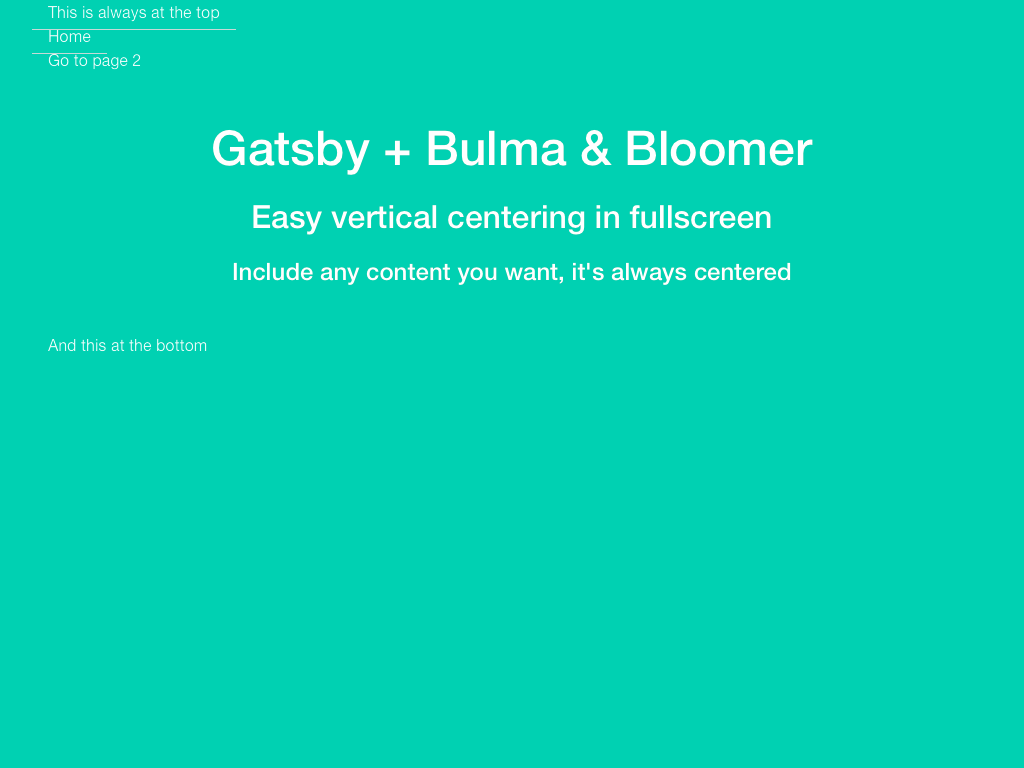 This is always at the top
Home
Go to page 2
Gatsby + Bulma & Bloomer
Easy vertical centering in fullscreen
Include any content you want, it's always centered
And this at the bottom